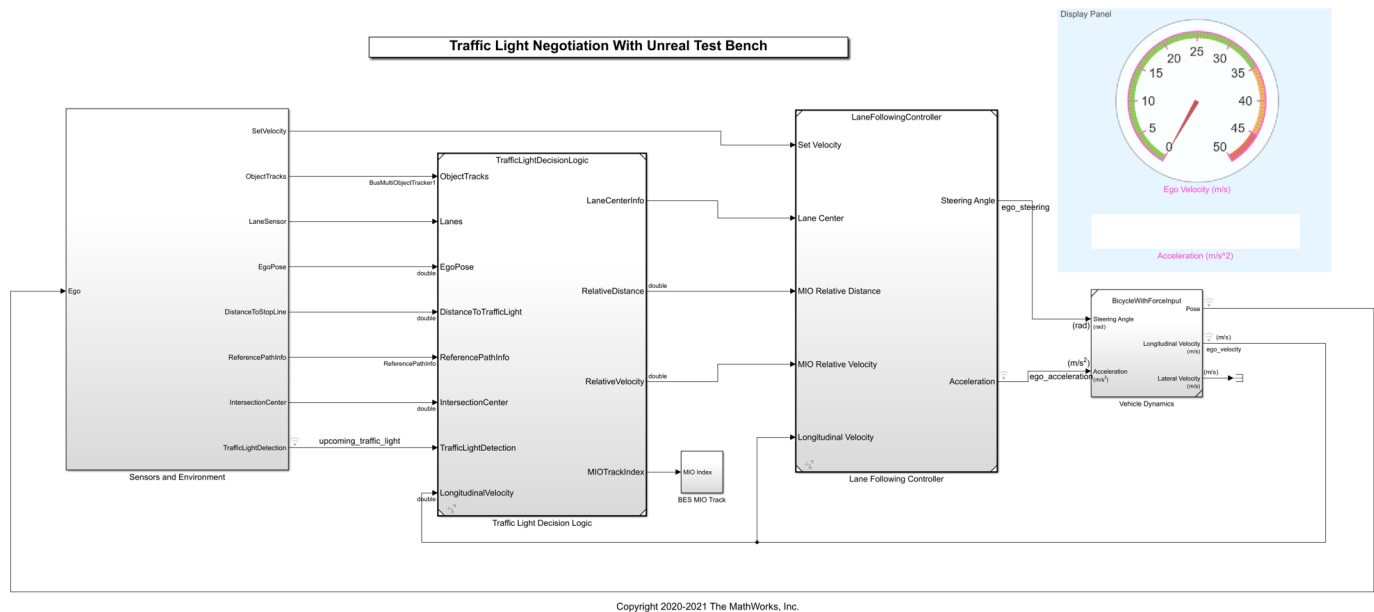 Display Panel
Traffic Light Negotiation With Unreal Test Bench
0
5
10
15
20
25
30
35
40
45
50
Ego Velocity (m/s)
Acceleration (m/s^2)
Ego
SetVelocity
ObjectTracks
LaneSensor
EgoPose
DistanceToStopLine
ReferencePathInfo
IntersectionCenter
TrafficLightDetection
Sensors and Environment
upcoming_traffic_light
TrafficLightDecisionLogic
BusMultiObjectTracker1
ObjectTracks
Lanes
double
EgoPose
double
DistanceToTrafficLight
ReferencePathInfo
ReferencePathInfo
double
IntersectionCenter
TrafficLightDetection
double
LongitudinalVelocity
LaneCenterInfo
RelativeDistance
double
RelativeVelocity
double
MIOTrackIndex
Traffic Light Decision Logic
MIO Index
BES MIO Track
LaneFollowingController
Set Velocity
Lane Center
MIO Relative Distance
MIO Relative Velocity
Longitudinal Velocity
Steering Angle
ego_steering
Acceleration
ego_acceleration
Lane Following Controller
BicycleWithForceInput
(rad)
Steering Angle
(rad)
(m/s²)
Acceleration
(m/s²)
Pose
Longitudinal Velocity
(m/s)
(m/s)
ego_velocity
Lateral Velocity
(m/s)
(m/s)
Vehicle Dynamics
Copyright 2020-2021 The MathWorks, Inc.